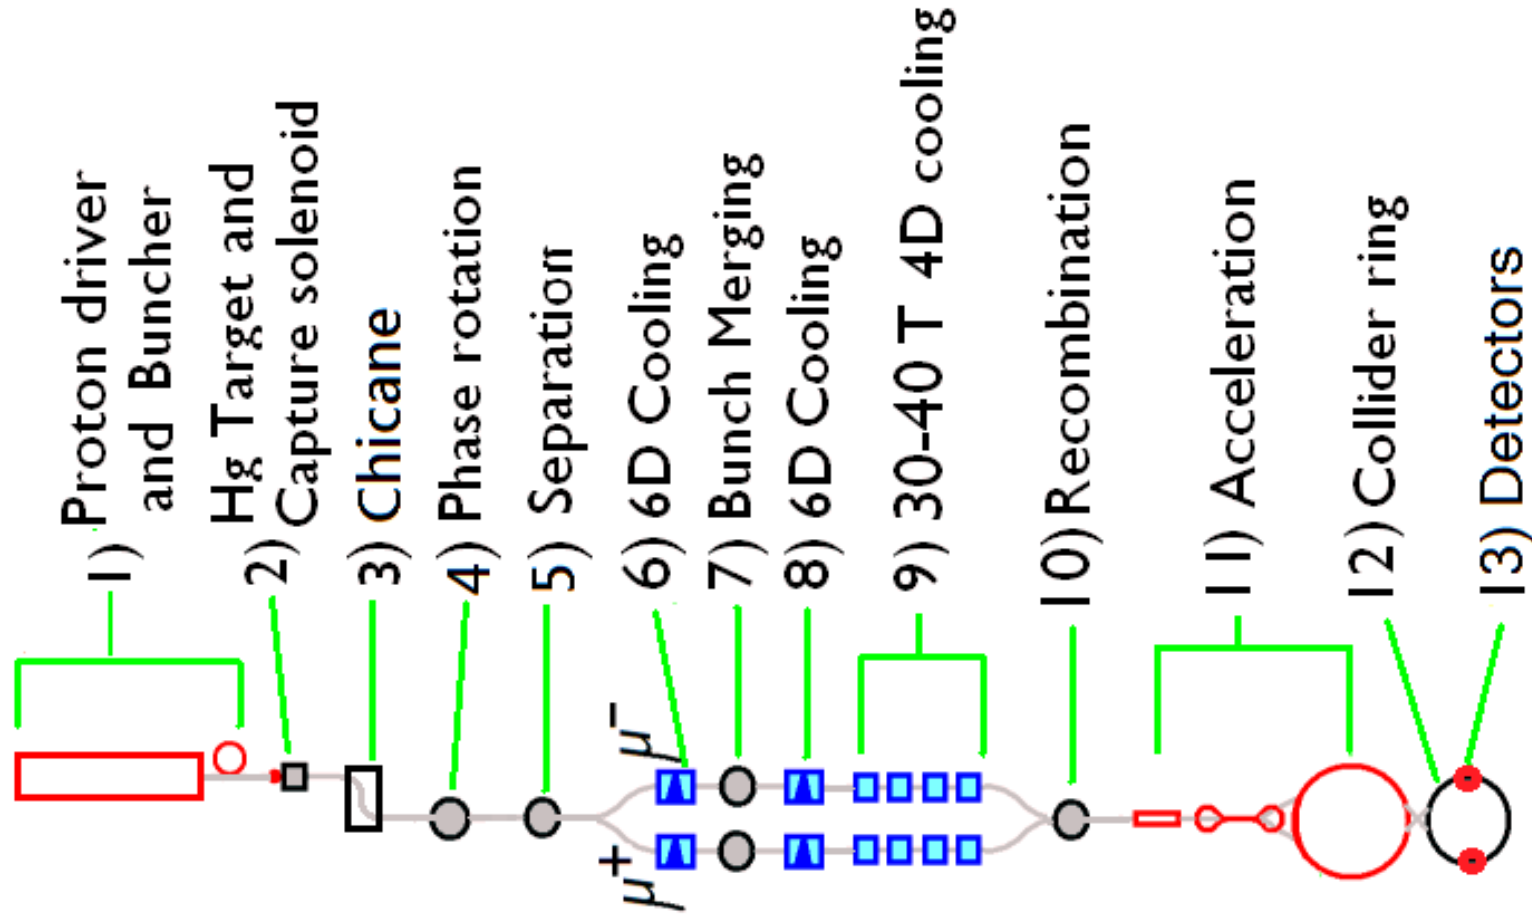 1) Proton driver
and Buncher
2) Hg Target and
Capture solenoid
3) Chicane
4) Phase rotation
5) Separation
6) 6D Cooling
7) Bunch Merging
8) 6D Cooling
9) 30-40 T 4D cooling
10) Recombination
11) Acceleration
12) Collider ring
13) Detectors
μ⁻
μ⁺